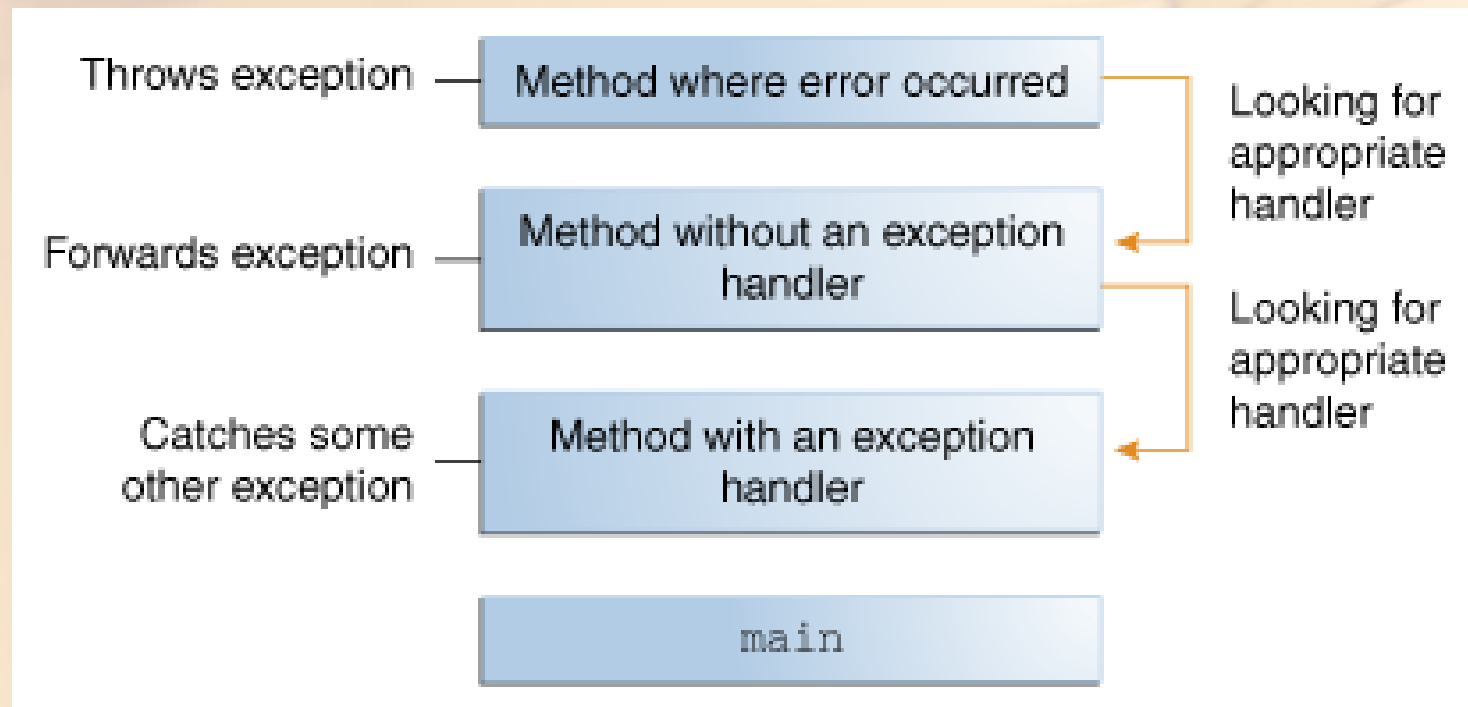 Throws exception
Method where error occurred
Looking for
appropriate
handler
Forwards exception
Method without an exception
handler
Looking for
appropriate
handler
Catches some
other exception
Method with an exception
handler
main